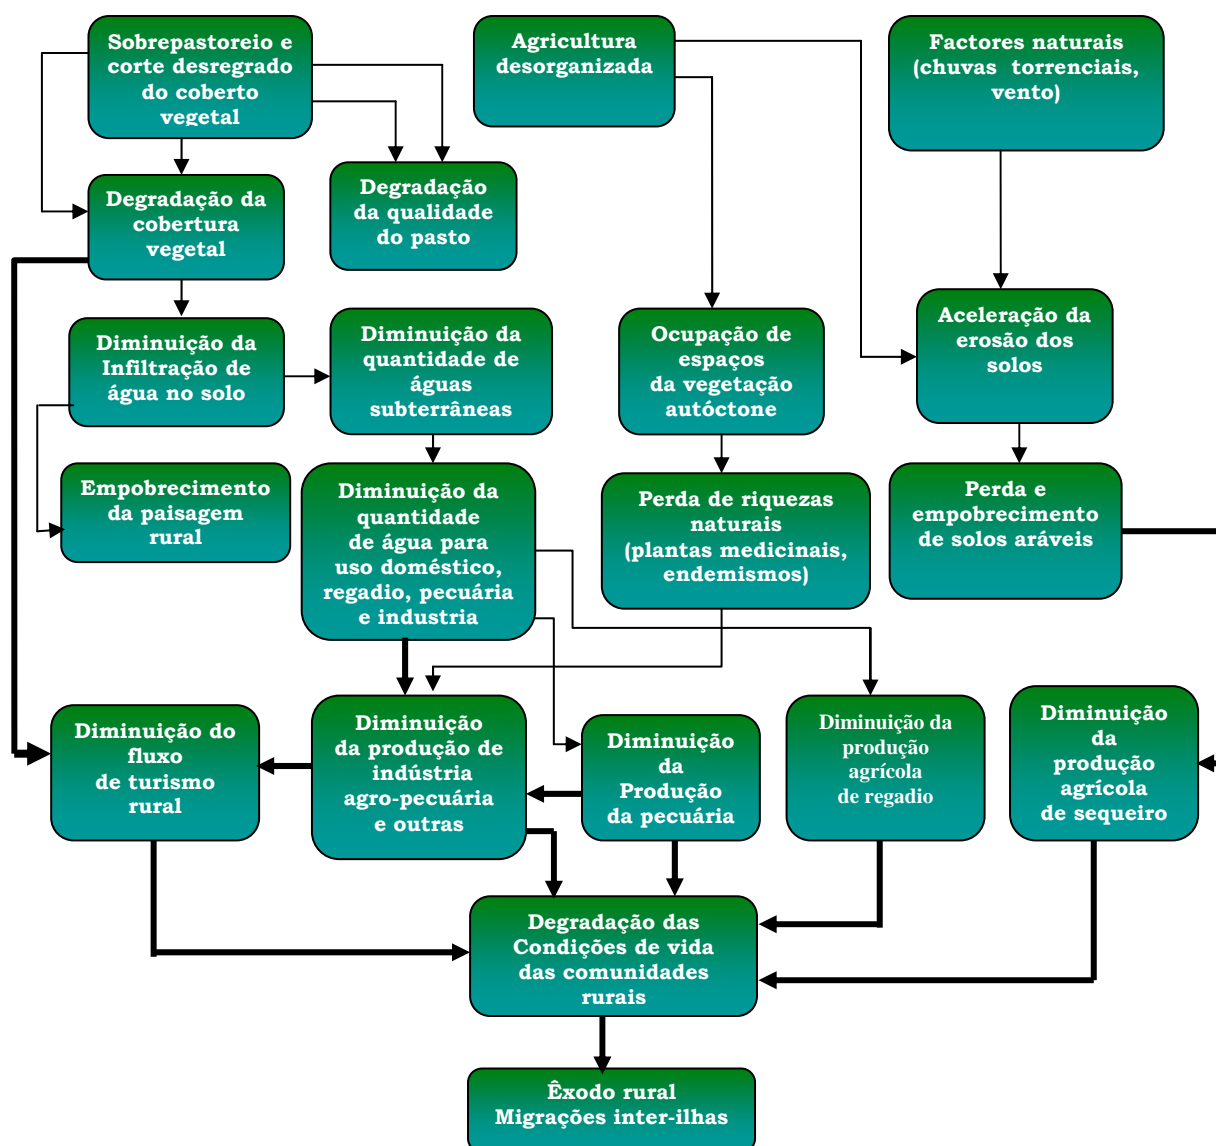 Sobrepastoreio e
corte desregrado
do coberto
vegetal
Agricultura
desorganizada
Factores naturais
(chuvas torrenciais,
vento)
Degradação da
cobertura
vegetal
Degradação
da qualidade
do pasto
Diminuição da
Infiltração de
água no solo
Diminuição da
quantidade de
águas
subterrâneas
Ocupação de
espaços
da vegetação
autóctone
Aceleração da
erosão dos
solos
Empobrecimento
da paisagem
rural
Diminuição da
quantidade
de água para
uso doméstico,
regadio, pecuária
e industria
Perda de riquezas
naturais
(plantas medicinais,
endemismos)
Perda e
empobrecimento
de solos aráveis
Diminuição do
fluxo
de turismo
rural
Diminuição
da produção de
indústria
agro-pecuária
e outras
Diminuição
da
Produção
da pecuária
Diminuição da
produção
agrícola
de regadio
Diminuição
da
produção
agrícola
de sequeiro
Degradação das
Condições de vida
das comunidades
rurais
Êxodo rural
Migrações inter-ilhas